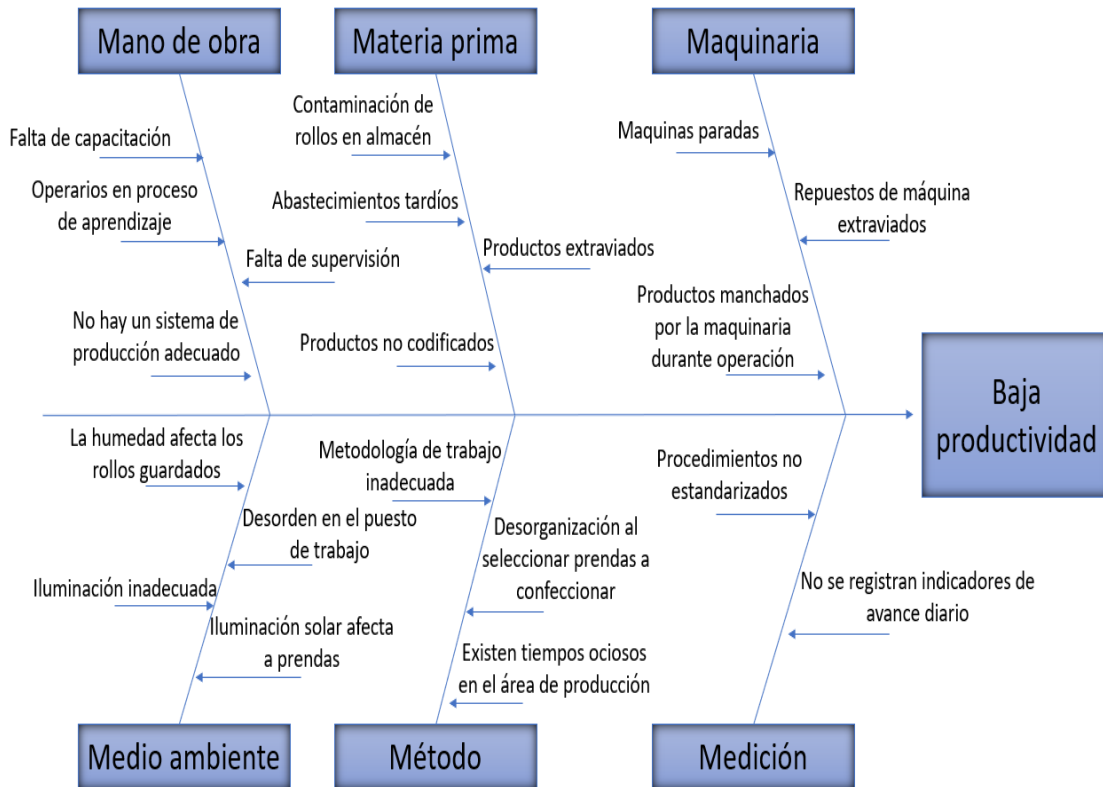 Mano de obra
Materia prima
Maquinaria
Falta de capacitación
Operarios en proceso
de aprendizaje
Falta de supervisión
No hay un sistema de
producción adecuado
Contaminación de
rollos en almacén
Abastecimientos tardíos
Productos extraviados
Productos no codificados
Maquinas paradas
Repuestos de máquina
extraviados
Productos manchados
por la maquinaria
durante operación
Baja
productividad
La humedad afecta los
rollos guardados
Desorden en el puesto
de trabajo
Iluminación inadecuada
Iluminación solar afecta
a prendas
Metodología de trabajo
inadecuada
Desorganización al
seleccionar prendas a
confeccionar
Existen tiempos ociosos
en el área de producción
Procedimientos no
estandarizados
No se registran indicadores de
avance diario
Medio ambiente
Método
Medición